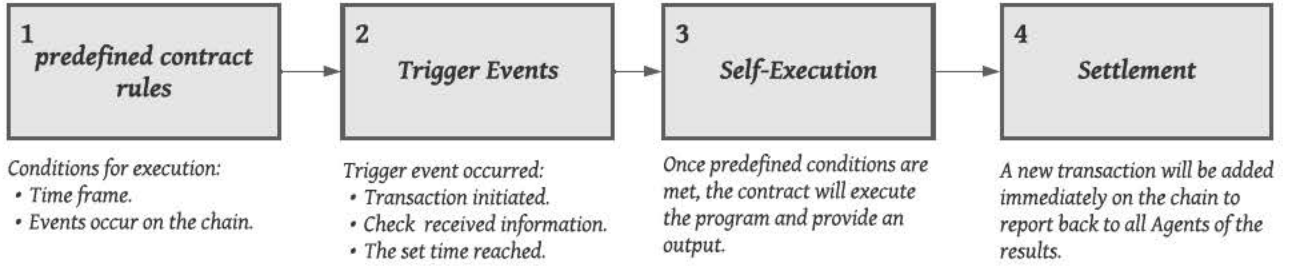 1
predefined contract
rules
2
Trigger Events
3
Self-Execution
4
Settlement
Conditions for execution:
• Time frame.
• Events occur on the chain.
Trigger event occurred:
• Transaction initiated.
• Check received information.
• The set time reached.
Once predefined conditions are
met, the contract will execute
the program and provide an
output.
A new transaction will be added
immediately on the chain to
report back to all Agents of the
results.